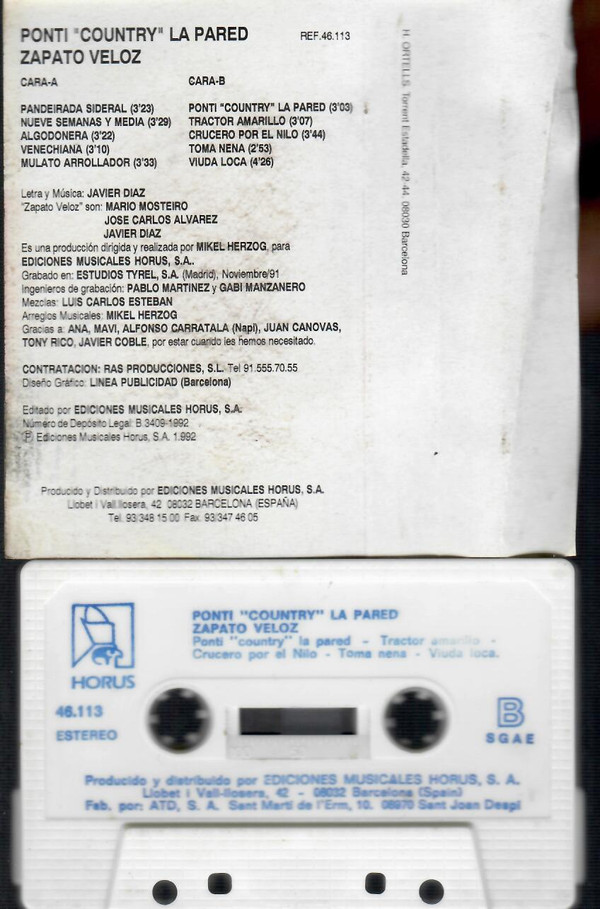 PONTI "COUNTRY" LA PARED
REF.46.113
ZAPATO VELOZ
CARA-A
PANDEIRADA SIDERAL (3'23)
NUEVE SEMANAS Y MEDIA (3'29)
ALGODONERA (3'22)
VENECHIANA (3'10)
MULATO ARROLLADOR (3'33)
CARA-B
PONTI "COUNTRY" LA PARED (3'03)
TRACTOR AMARILLO (3'07)
CRUCERO POR EL NILO (3'44)
TOMA NENA (2'53)
VIUDA LOCA (4'26)
Letra y Música: JAVIER DIAZ
"Zapato Veloz" son: MARIO MOSTEIRO
JOSE CARLOS ALVAREZ
JAVIER DIAZ
Es una producción dirigida y realizada por MIKEL HERZOG, para
EDICIONES MUSICALES HORUS, S.A..
Grabado en: ESTUDIOS TYREL, S.A. (Madrid), Noviembre/91
Ingenieros de grabación: PABLO MARTINEZ y GABI MANZANERO
Mezclas: LUIS CARLOS ESTEBAN
Arreglos Musicales: MIKEL HERZOG
Gracias a: ANA, MAVI, ALFONSO CARRATALA (Napi), JUAN CANOVAS,
TONY RICO, JAVIER COBLE, por estar cuando les hemos necesitado.
CONTRATACION: RAS PRODUCCIONES, S.L. Tel 91.555.70.55
Diseño Gráfico: LINEA PUBLICIDAD (Barcelona)
Editado por EDICIONES MUSICALES HORUS, S.A.
Número de Depósito Legal: B 3409-1992
Ⓟ Ediciones Musicales Horus, S.A. 1.992
Producido y Distribuido por EDICIONES MUSICALES HORUS, S.A.
Llobet i Vall.llosera, 42 08032 BARCELONA (ESPAÑA)
Tel. 93/348 15 00 Fax. 93/347 46 05
H. ORTELLS. Torrent Estadella, 42-44. 08030 Barcelona
PONTI "COUNTRY" LA PARED
ZAPATO VELOZ
Ponti "country" la pared - Tractor amarillo -
Crucero por el Nilo - Toma nena - Viuda loca.
HORUS
46.113
ESTEREO
B
SGAE
Producido y distribuido por EDICIONES MUSICALES HORUS, S. A.
Llobet i Vall-llosera, 42 - 08032 Barcelona (Spain)
Fab. por: ATD, S. A. Sant Martí de l'Erm, 10. 08970 Sant Joan Despí